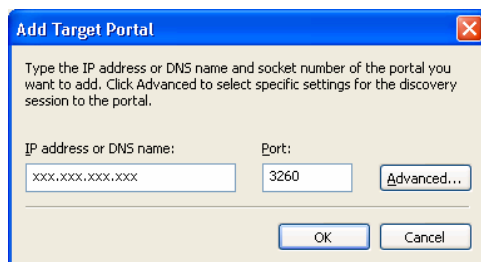 Add Target Portal
Type the IP address or DNS name and socket number of the portal you
want to add. Click Advanced to select specific settings for the discovery
session to the portal.
IP address or DNS name:
Port:
xxx.xxx.xxx.xxx
3260
Advanced...
OK
Cancel